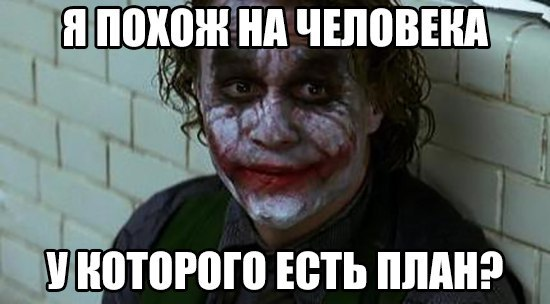 Я ПОХОЖ НА ЧЕЛОВЕКА
У КОТОРОГО ЕСТЬ ПЛАН?